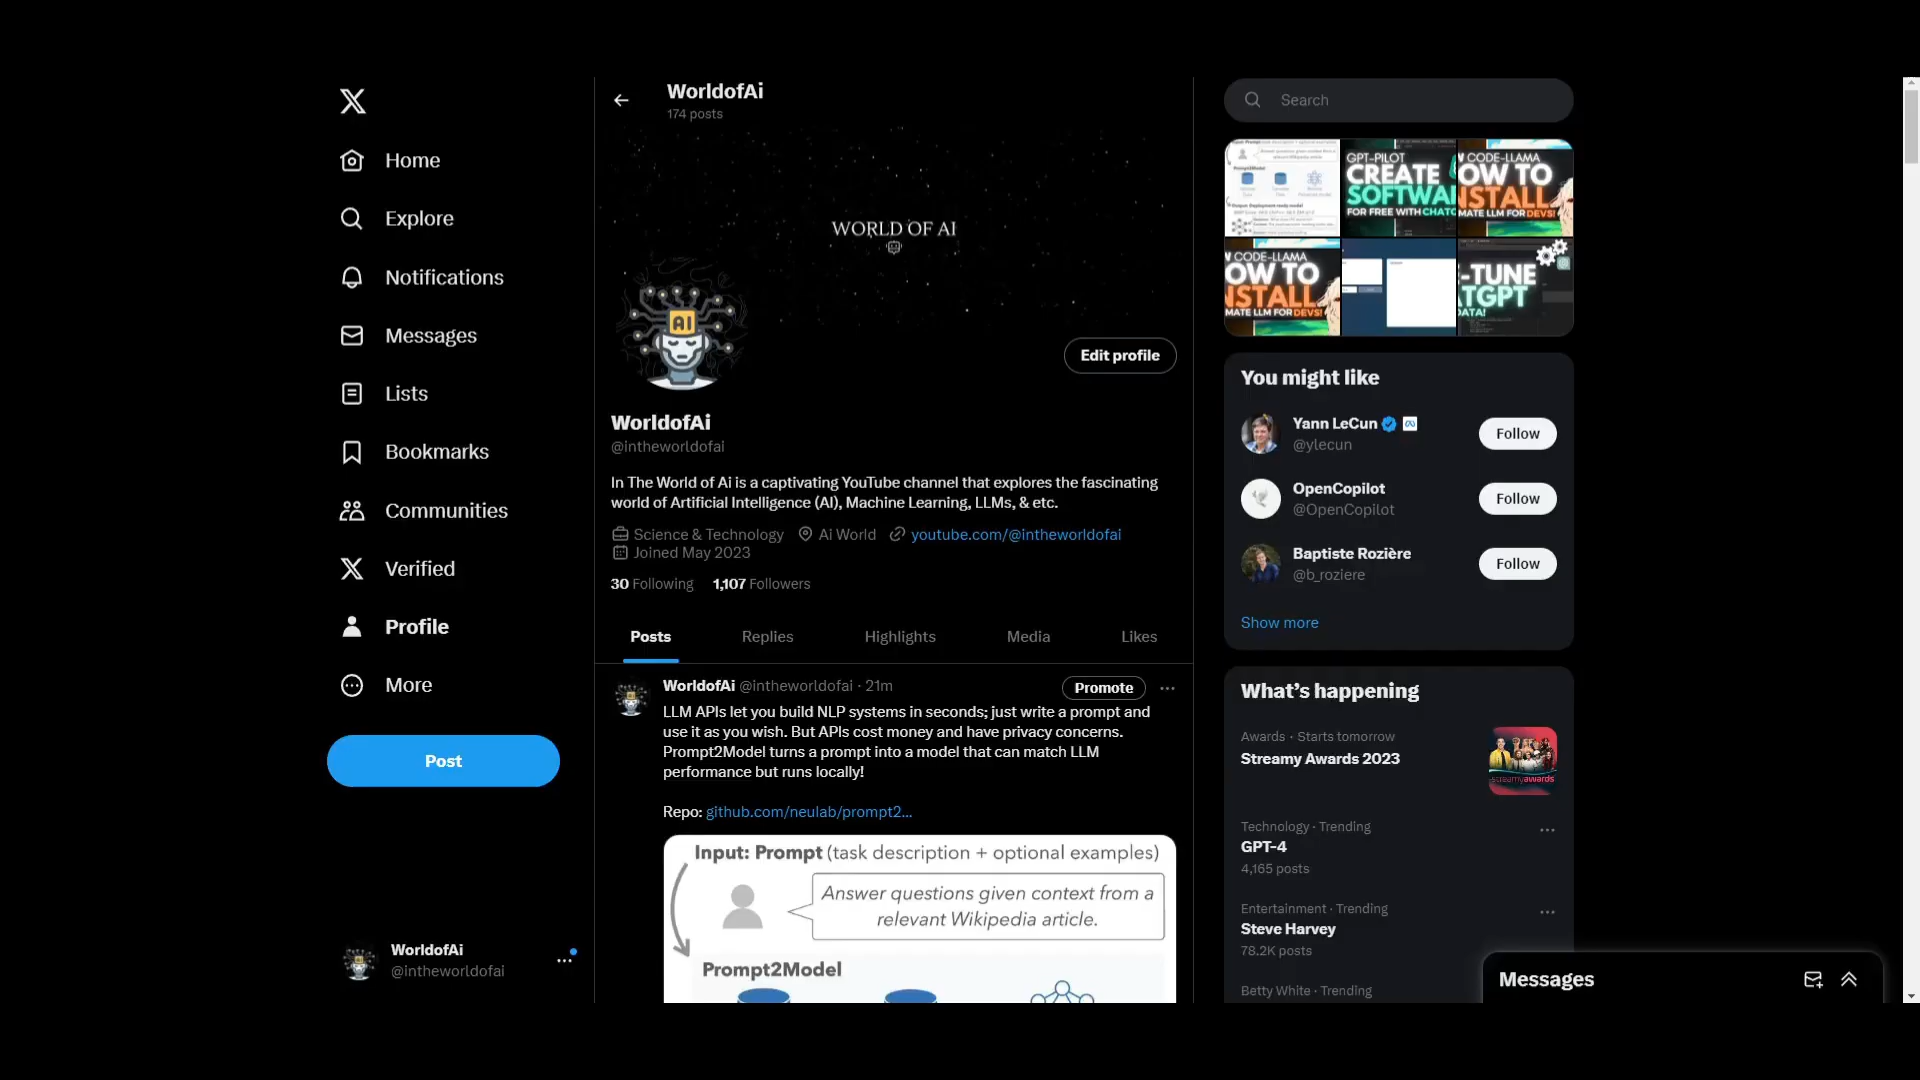 Home
Explore
Notifications
Messages
Lists
Bookmarks
Communities
Verified
Profile
More
Post
WorldofAi
@intheworldofai
WorldofAi
174 posts
WORLD OF AI
AI
Edit profile
WorldofAi
@intheworldofai
In The World of Ai is a captivating YouTube channel that explores the fascinating
world of Artificial Intelligence (AI), Machine Learning, LLMs, & etc.
Science & Technology Ai World youtube.com/@intheworldofai
Joined May 2023
30 Following 1,107 Followers
Posts Replies Highlights Media Likes
WorldofAi @intheworldofai · 21m
Promote
LLM APIs let you build NLP systems in seconds; just write a prompt and
use it as you wish. But APIs cost money and have privacy concerns.
Prompt2Model turns a prompt into a model that can match LLM
performance but runs locally!
Repo: github.com/neulab/prompt2...
Input: Prompt (task description + optional examples)
Answer questions given context from a
relevant Wikipedia article.
Prompt2Model
Search
Prompt2Model
GPT-PILOT
CREATE
SOFTWA
FOR FREE WITH CHATG
CODE-LLAMA
OW TO
NSTALL
MATE LLM FOR DEVS!
CODE-LLAMA
OW TO
NSTALL
MATE LLM FOR DEVS!
-TUNE
TGPT
DATA!
You might like
Yann LeCun
@ylecun
Follow
OpenCopilot
@OpenCopilot
Follow
Baptiste Rozière
@b_roziere
Follow
Show more
What's happening
Awards · Starts tomorrow
Streamy Awards 2023
streamyawards
Technology · Trending
GPT-4
4,165 posts
Entertainment · Trending
Steve Harvey
78.2K posts
Betty White · Trending
Messages